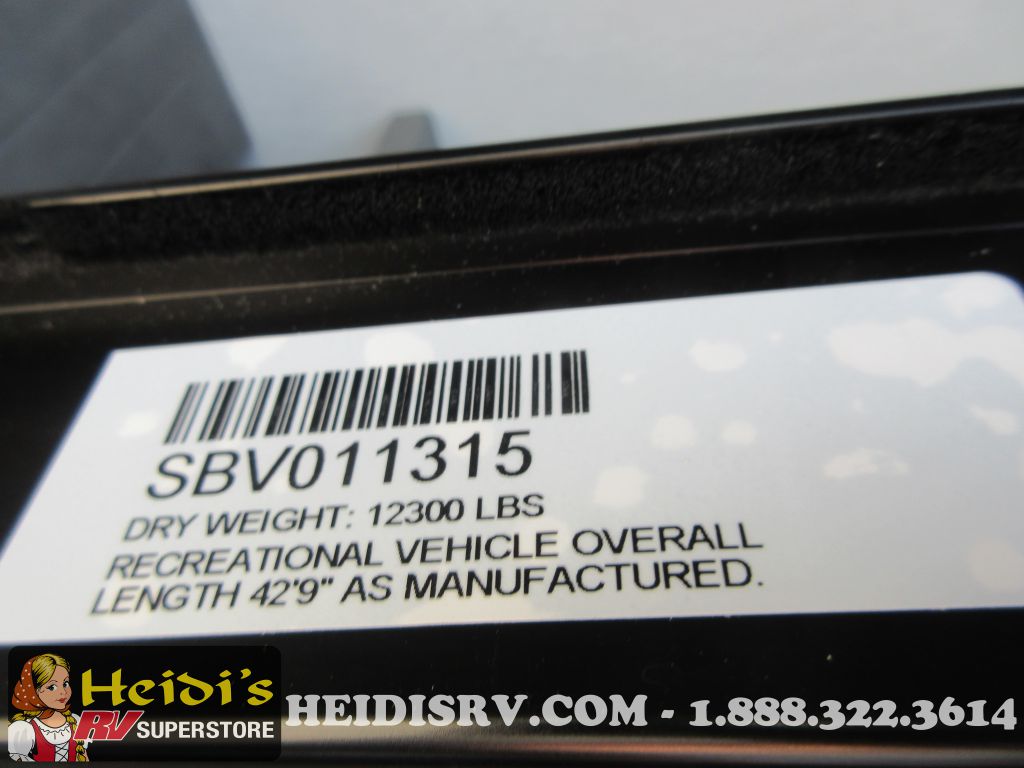 SBV011315
DRY WEIGHT: 12300 LBS
RECREATIONAL VEHICLE OVERALL
LENGTH 42'9" AS MANUFACTURED.
Heidi's
RV SUPERSTORE
HEIDISRV.COM - 1.888.322.3614